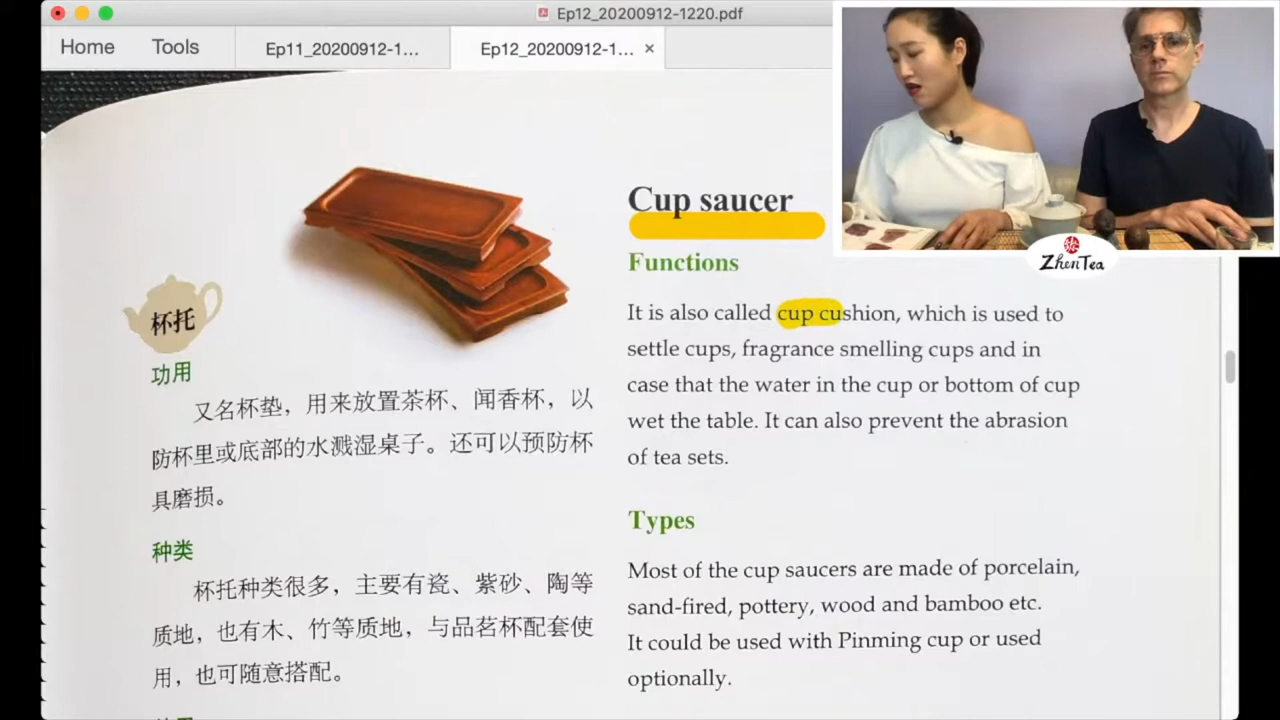 Ep12_20200912-1220.pdf
Home
Tools
Ep11_20200912-1...
Ep12_20200912-1... ×
Cup saucer
Functions
It is also called cup cushion, which is used to
settle cups, fragrance smelling cups and in
case that the water in the cup or bottom of cup
wet the table. It can also prevent the abrasion
of tea sets.
Types
Most of the cup saucers are made of porcelain,
sand-fired, pottery, wood and bamboo etc.
It could be used with Pinming cup or used
optionally.
杯托
功用
又名杯垫，用来放置茶杯、闻香杯，以
防杯里或底部的水溅湿桌子。还可以预防杯
具磨损。
种类
杯托种类很多，主要有瓷、紫砂、陶等
质地，也有木、竹等质地，与品茗杯配套使
用，也可随意搭配。
ZhenTea